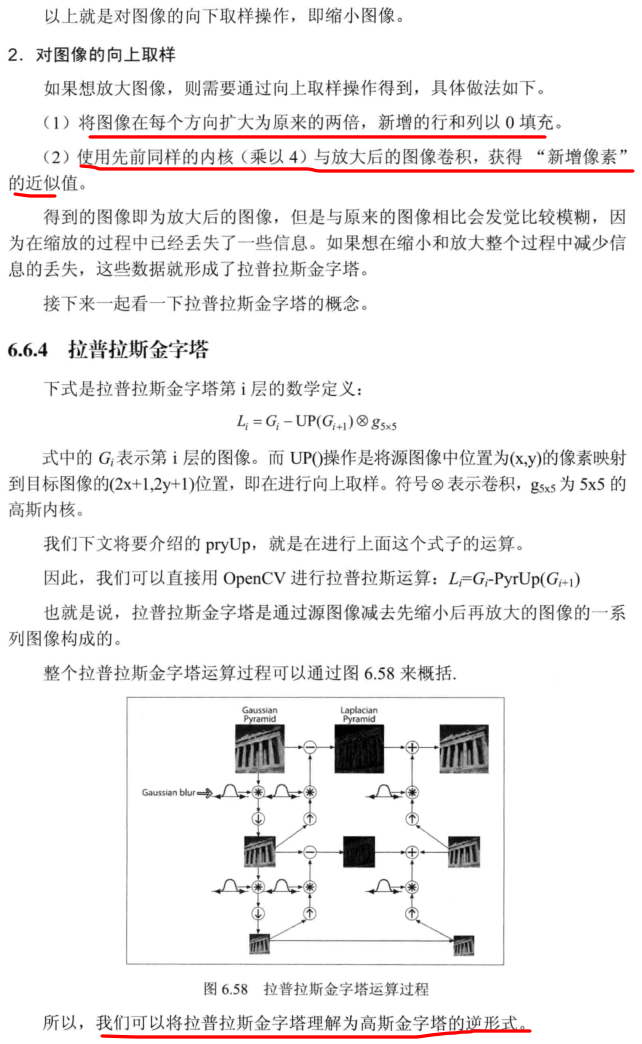 以上就是对图像的向下取样操作，即缩小图像。
2．对图像的向上取样
如果想放大图像，则需要通过向上取样操作得到，具体做法如下。
（1）将图像在每个方向扩大为原来的两倍，新增的行和列以 0 填充。
（2）使用先前同样的内核（乘以 4）与放大后的图像卷积，获得 “新增像素”
的近似值。
得到的图像即为放大后的图像，但是与原来的图像相比会发觉比较模糊，因
为在缩放的过程中已经丢失了一些信息。如果想在缩小和放大整个过程中减少信
息的丢失，这些数据就形成了拉普拉斯金字塔。
接下来一起看一下拉普拉斯金字塔的概念。
6.6.4 拉普拉斯金字塔
下式是拉普拉斯金字塔第 i 层的数学定义：
Lᵢ = Gᵢ − UP(Gᵢ₊₁) ⊗ g₅ₓ₅
式中的 Gᵢ表示第 i 层的图像。而 UP()操作是将源图像中位置为(x,y)的像素映射
到目标图像的(2x+1,2y+1)位置，即在进行向上取样。符号⊗表示卷积，g₅ₓ₅ 为 5x5 的
高斯内核。
我们下文将要介绍的 pryUp，就是在进行上面这个式子的运算。
因此，我们可以直接用 OpenCV 进行拉普拉斯运算：Lᵢ=Gᵢ-PyrUp(Gᵢ₊₁)
也就是说，拉普拉斯金字塔是通过源图像减去先缩小后再放大的图像的一系
列图像构成的。
整个拉普拉斯金字塔运算过程可以通过图 6.58 来概括.
Gaussian
Pyramid
Laplacian
Pyramid
Gaussian blur
图 6.58 拉普拉斯金字塔运算过程
所以，我们可以将拉普拉斯金字塔理解为高斯金字塔的逆形式。